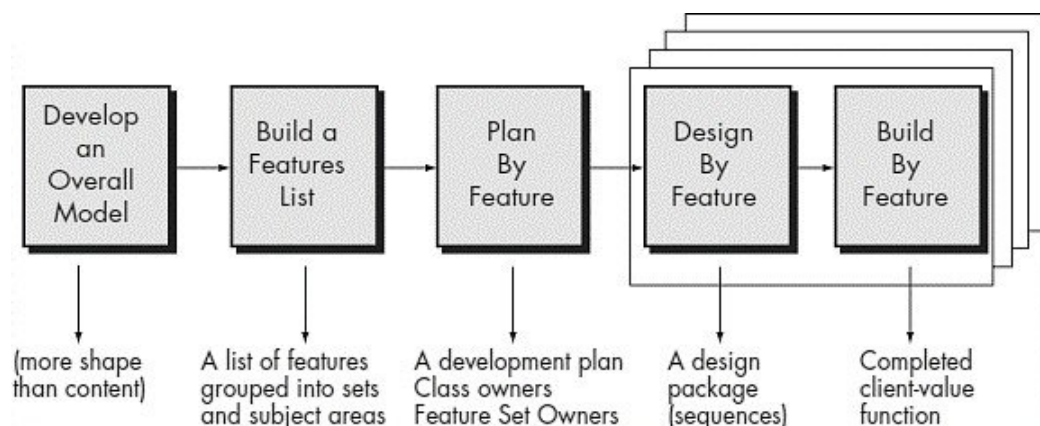 Develop
an
Overall
Model
Build a
Features
List
Plan
By
Feature
Design
By
Feature
Build
By
Feature
(more shape
than content)
A list of features
grouped into sets
and subject areas
A development plan
Class owners
Feature Set Owners
A design
package
(sequences)
Completed
client-value
function